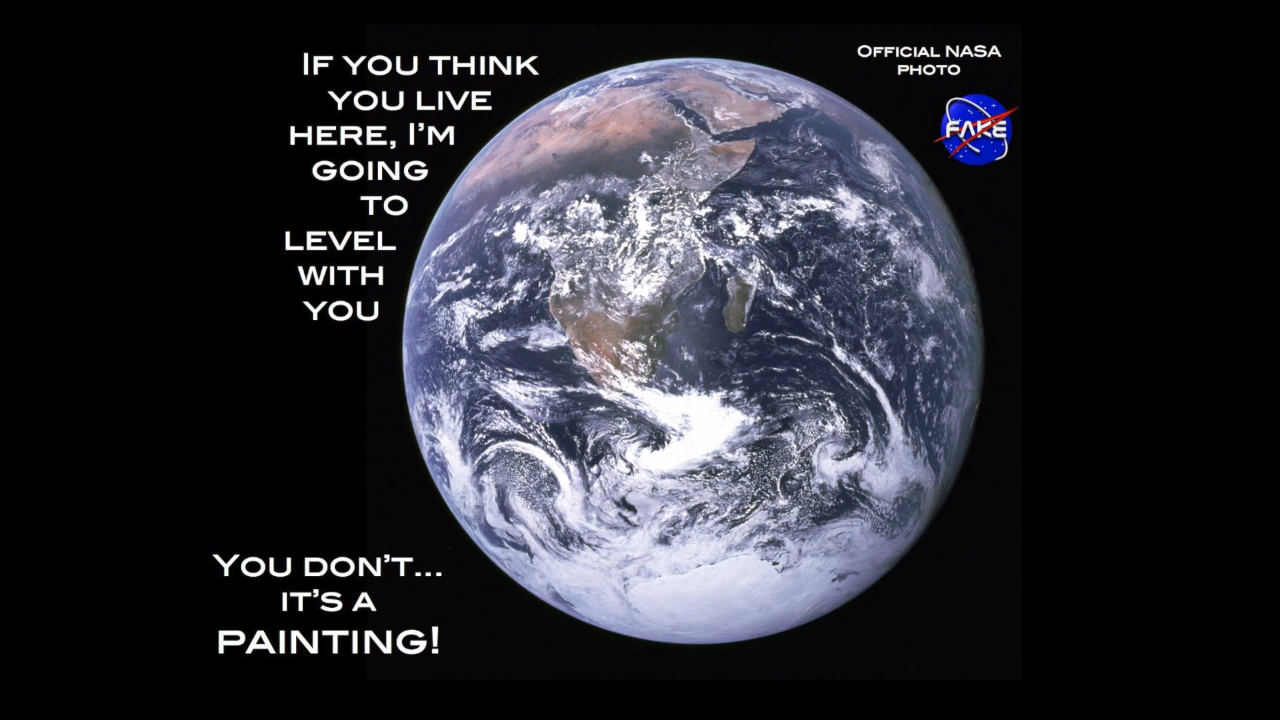 If you think
you live
here, I'm
going
to
level
with
you
Official NASA
photo
FAKE
You don't...
it's a
PAINTING!